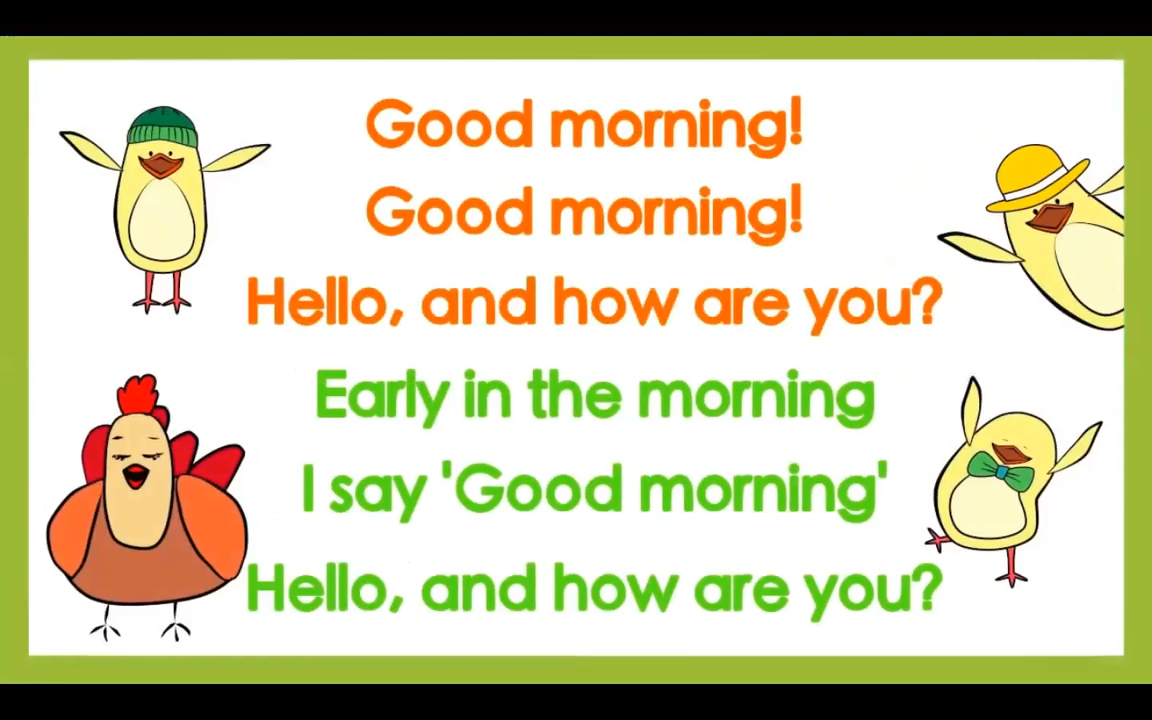 Good morning!
Good morning!
Hello, and how are you?
Early in the morning
I say 'Good morning'
Hello, and how are you?